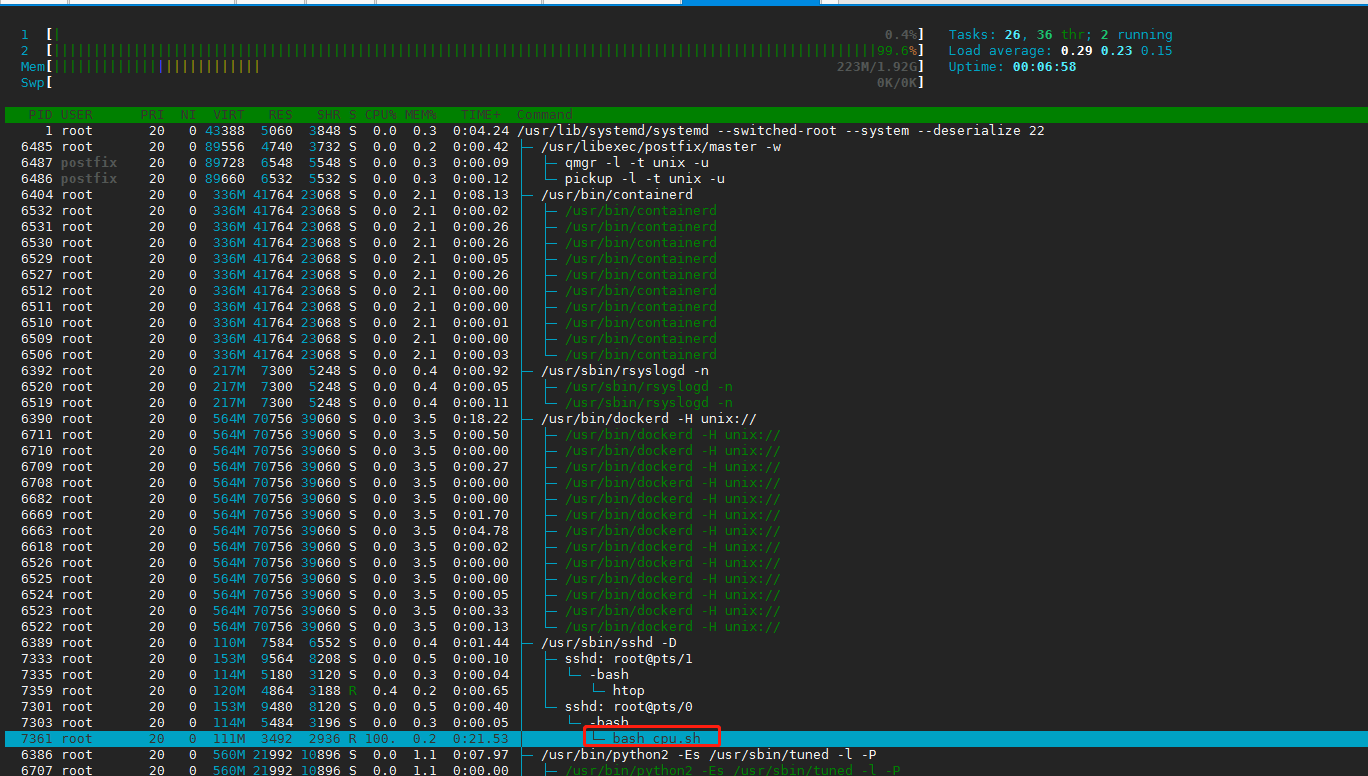 1 [| 0.4%] Tasks: 26, 36 thr; 2 running
2 [||||||||||||||||||||||||||||||||||||||||||||||||||||||||||||||||||||||||||||||||||||||||||||||||||||||||99.6%] Load average: 0.29 0.23 0.15
Mem[|||||||||||||||||||||||||| 223M/1.92G] Uptime: 00:06:58
Swp[ 0K/0K]
PID USER PRI NI VIRT RES SHR S CPU% MEM% TIME+ Command
1 root 20 0 43388 5060 3848 S 0.0 0.3 0:04.24 /usr/lib/systemd/systemd --switched-root --system --deserialize 22
6485 root 20 0 89556 4740 3732 S 0.0 0.2 0:00.42 ├─ /usr/libexec/postfix/master -w
6487 postfix 20 0 89728 6548 5548 S 0.0 0.3 0:00.09 │ ├─ qmgr -l -t unix -u
6486 postfix 20 0 89660 6532 5532 S 0.0 0.3 0:00.12 │ └─ pickup -l -t unix -u
6404 root 20 0 336M 41764 23068 S 0.0 2.1 0:08.13 ├─ /usr/bin/containerd
6532 root 20 0 336M 41764 23068 S 0.0 2.1 0:00.02 │ ├─ /usr/bin/containerd
6531 root 20 0 336M 41764 23068 S 0.0 2.1 0:00.26 │ ├─ /usr/bin/containerd
6530 root 20 0 336M 41764 23068 S 0.0 2.1 0:00.26 │ ├─ /usr/bin/containerd
6529 root 20 0 336M 41764 23068 S 0.0 2.1 0:00.05 │ ├─ /usr/bin/containerd
6527 root 20 0 336M 41764 23068 S 0.0 2.1 0:00.26 │ ├─ /usr/bin/containerd
6512 root 20 0 336M 41764 23068 S 0.0 2.1 0:00.00 │ ├─ /usr/bin/containerd
6511 root 20 0 336M 41764 23068 S 0.0 2.1 0:00.00 │ ├─ /usr/bin/containerd
6510 root 20 0 336M 41764 23068 S 0.0 2.1 0:00.01 │ ├─ /usr/bin/containerd
6509 root 20 0 336M 41764 23068 S 0.0 2.1 0:00.00 │ ├─ /usr/bin/containerd
6506 root 20 0 336M 41764 23068 S 0.0 2.1 0:00.03 │ └─ /usr/bin/containerd
6392 root 20 0 217M 7300 5248 S 0.0 0.4 0:00.92 ├─ /usr/sbin/rsyslogd -n
6520 root 20 0 217M 7300 5248 S 0.0 0.4 0:00.05 │ ├─ /usr/sbin/rsyslogd -n
6519 root 20 0 217M 7300 5248 S 0.0 0.4 0:00.11 │ └─ /usr/sbin/rsyslogd -n
6390 root 20 0 564M 70756 39060 S 0.0 3.5 0:18.22 ├─ /usr/bin/dockerd -H unix://
6711 root 20 0 564M 70756 39060 S 0.0 3.5 0:00.50 │ ├─ /usr/bin/dockerd -H unix://
6710 root 20 0 564M 70756 39060 S 0.0 3.5 0:00.00 │ ├─ /usr/bin/dockerd -H unix://
6709 root 20 0 564M 70756 39060 S 0.0 3.5 0:00.27 │ ├─ /usr/bin/dockerd -H unix://
6708 root 20 0 564M 70756 39060 S 0.0 3.5 0:00.00 │ ├─ /usr/bin/dockerd -H unix://
6682 root 20 0 564M 70756 39060 S 0.0 3.5 0:00.00 │ ├─ /usr/bin/dockerd -H unix://
6669 root 20 0 564M 70756 39060 S 0.0 3.5 0:01.70 │ ├─ /usr/bin/dockerd -H unix://
6663 root 20 0 564M 70756 39060 S 0.0 3.5 0:04.78 │ ├─ /usr/bin/dockerd -H unix://
6618 root 20 0 564M 70756 39060 S 0.0 3.5 0:00.02 │ ├─ /usr/bin/dockerd -H unix://
6526 root 20 0 564M 70756 39060 S 0.0 3.5 0:00.00 │ ├─ /usr/bin/dockerd -H unix://
6525 root 20 0 564M 70756 39060 S 0.0 3.5 0:00.00 │ ├─ /usr/bin/dockerd -H unix://
6524 root 20 0 564M 70756 39060 S 0.0 3.5 0:00.05 │ ├─ /usr/bin/dockerd -H unix://
6523 root 20 0 564M 70756 39060 S 0.0 3.5 0:00.33 │ ├─ /usr/bin/dockerd -H unix://
6522 root 20 0 564M 70756 39060 S 0.0 3.5 0:00.13 │ └─ /usr/bin/dockerd -H unix://
6389 root 20 0 110M 7584 6552 S 0.0 0.4 0:01.44 ├─ /usr/sbin/sshd -D
7333 root 20 0 153M 9564 8208 S 0.0 0.5 0:00.10 │ ├─ sshd: root@pts/1
7335 root 20 0 114M 5180 3120 S 0.0 0.3 0:00.04 │ │ └─ -bash
7359 root 20 0 120M 4864 3188 R 0.4 0.2 0:00.65 │ │ └─ htop
7301 root 20 0 153M 9480 8120 S 0.0 0.5 0:00.40 │ └─ sshd: root@pts/0
7303 root 20 0 114M 5484 3196 S 0.0 0.3 0:00.05 │ └─ -bash
7361 root 20 0 111M 3492 2936 R 100. 0.2 0:21.53 │ └─ bash cpu.sh
6386 root 20 0 560M 21992 10896 S 0.0 1.1 0:07.97 ├─ /usr/bin/python2 -Es /usr/sbin/tuned -l -P
6707 root 20 0 560M 21992 10896 S 0.0 1.1 0:00.00 │ ├─ /usr/bin/python2 -Es /usr/sbin/tuned -l -P